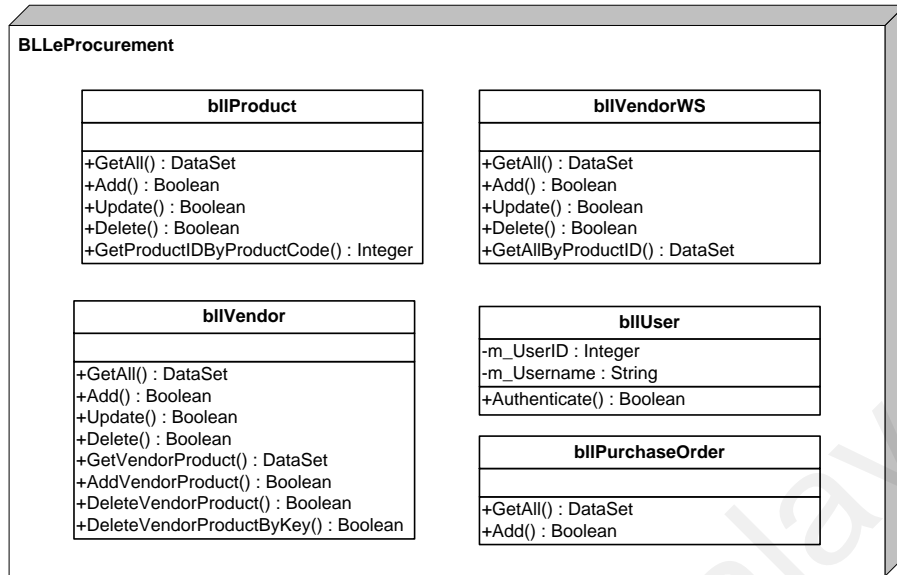 BLLeProcurement
bllProduct
+GetAll() : DataSet
+Add() : Boolean
+Update() : Boolean
+Delete() : Boolean
+GetProductIDByProductCode() : Integer
bllVendorWS
+GetAll() : DataSet
+Add() : Boolean
+Update() : Boolean
+Delete() : Boolean
+GetAllByProductID() : DataSet
bllVendor
+GetAll() : DataSet
+Add() : Boolean
+Update() : Boolean
+Delete() : Boolean
+GetVendorProduct() : DataSet
+AddVendorProduct() : Boolean
+DeleteVendorProduct() : Boolean
+DeleteVendorProductByKey() : Boolean
bllUser
-m_UserID : Integer
-m_Username : String
+Authenticate() : Boolean
bllPurchaseOrder
+GetAll() : DataSet
+Add() : Boolean